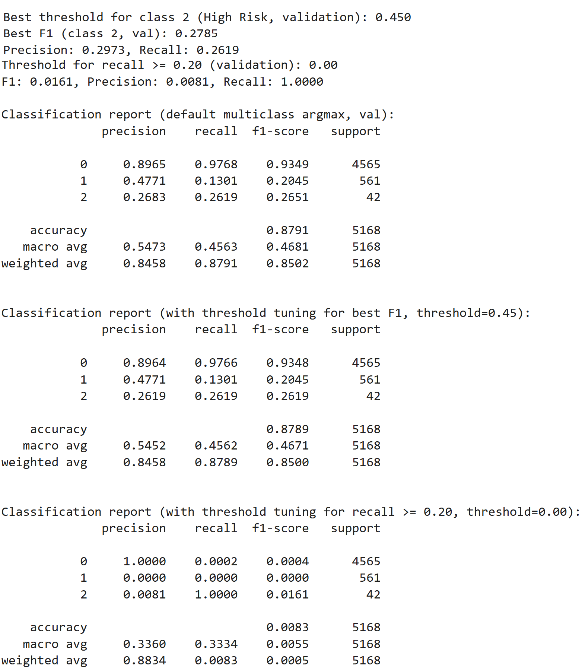 Best threshold for class 2 (High Risk, validation): 0.450
Best F1 (class 2, val): 0.2785
Precision: 0.2973, Recall: 0.2619
Threshold for recall >= 0.20 (validation): 0.00
F1: 0.0161, Precision: 0.0081, Recall: 1.0000

Classification report (default multiclass argmax, val):
              precision    recall  f1-score   support

           0     0.8965    0.9768    0.9349      4565
           1     0.4771    0.1301    0.2045       561
           2     0.2683    0.2619    0.2651        42

    accuracy                         0.8791      5168
   macro avg     0.5473    0.4563    0.4681      5168
weighted avg     0.8458    0.8791    0.8502      5168

Classification report (with threshold tuning for best F1, threshold=0.45):
              precision    recall  f1-score   support

           0     0.8964    0.9766    0.9348      4565
           1     0.4771    0.1301    0.2045       561
           2     0.2619    0.2619    0.2619        42

    accuracy                         0.8789      5168
   macro avg     0.5452    0.4562    0.4671      5168
weighted avg     0.8458    0.8789    0.8500      5168

Classification report (with threshold tuning for recall >= 0.20, threshold=0.00):
              precision    recall  f1-score   support

           0     1.0000    0.0002    0.0004      4565
           1     0.0000    0.0000    0.0000       561
           2     0.0081    1.0000    0.0161        42

    accuracy                         0.0083      5168
   macro avg     0.3360    0.3334    0.0055      5168
weighted avg     0.8834    0.0083    0.0005      5168